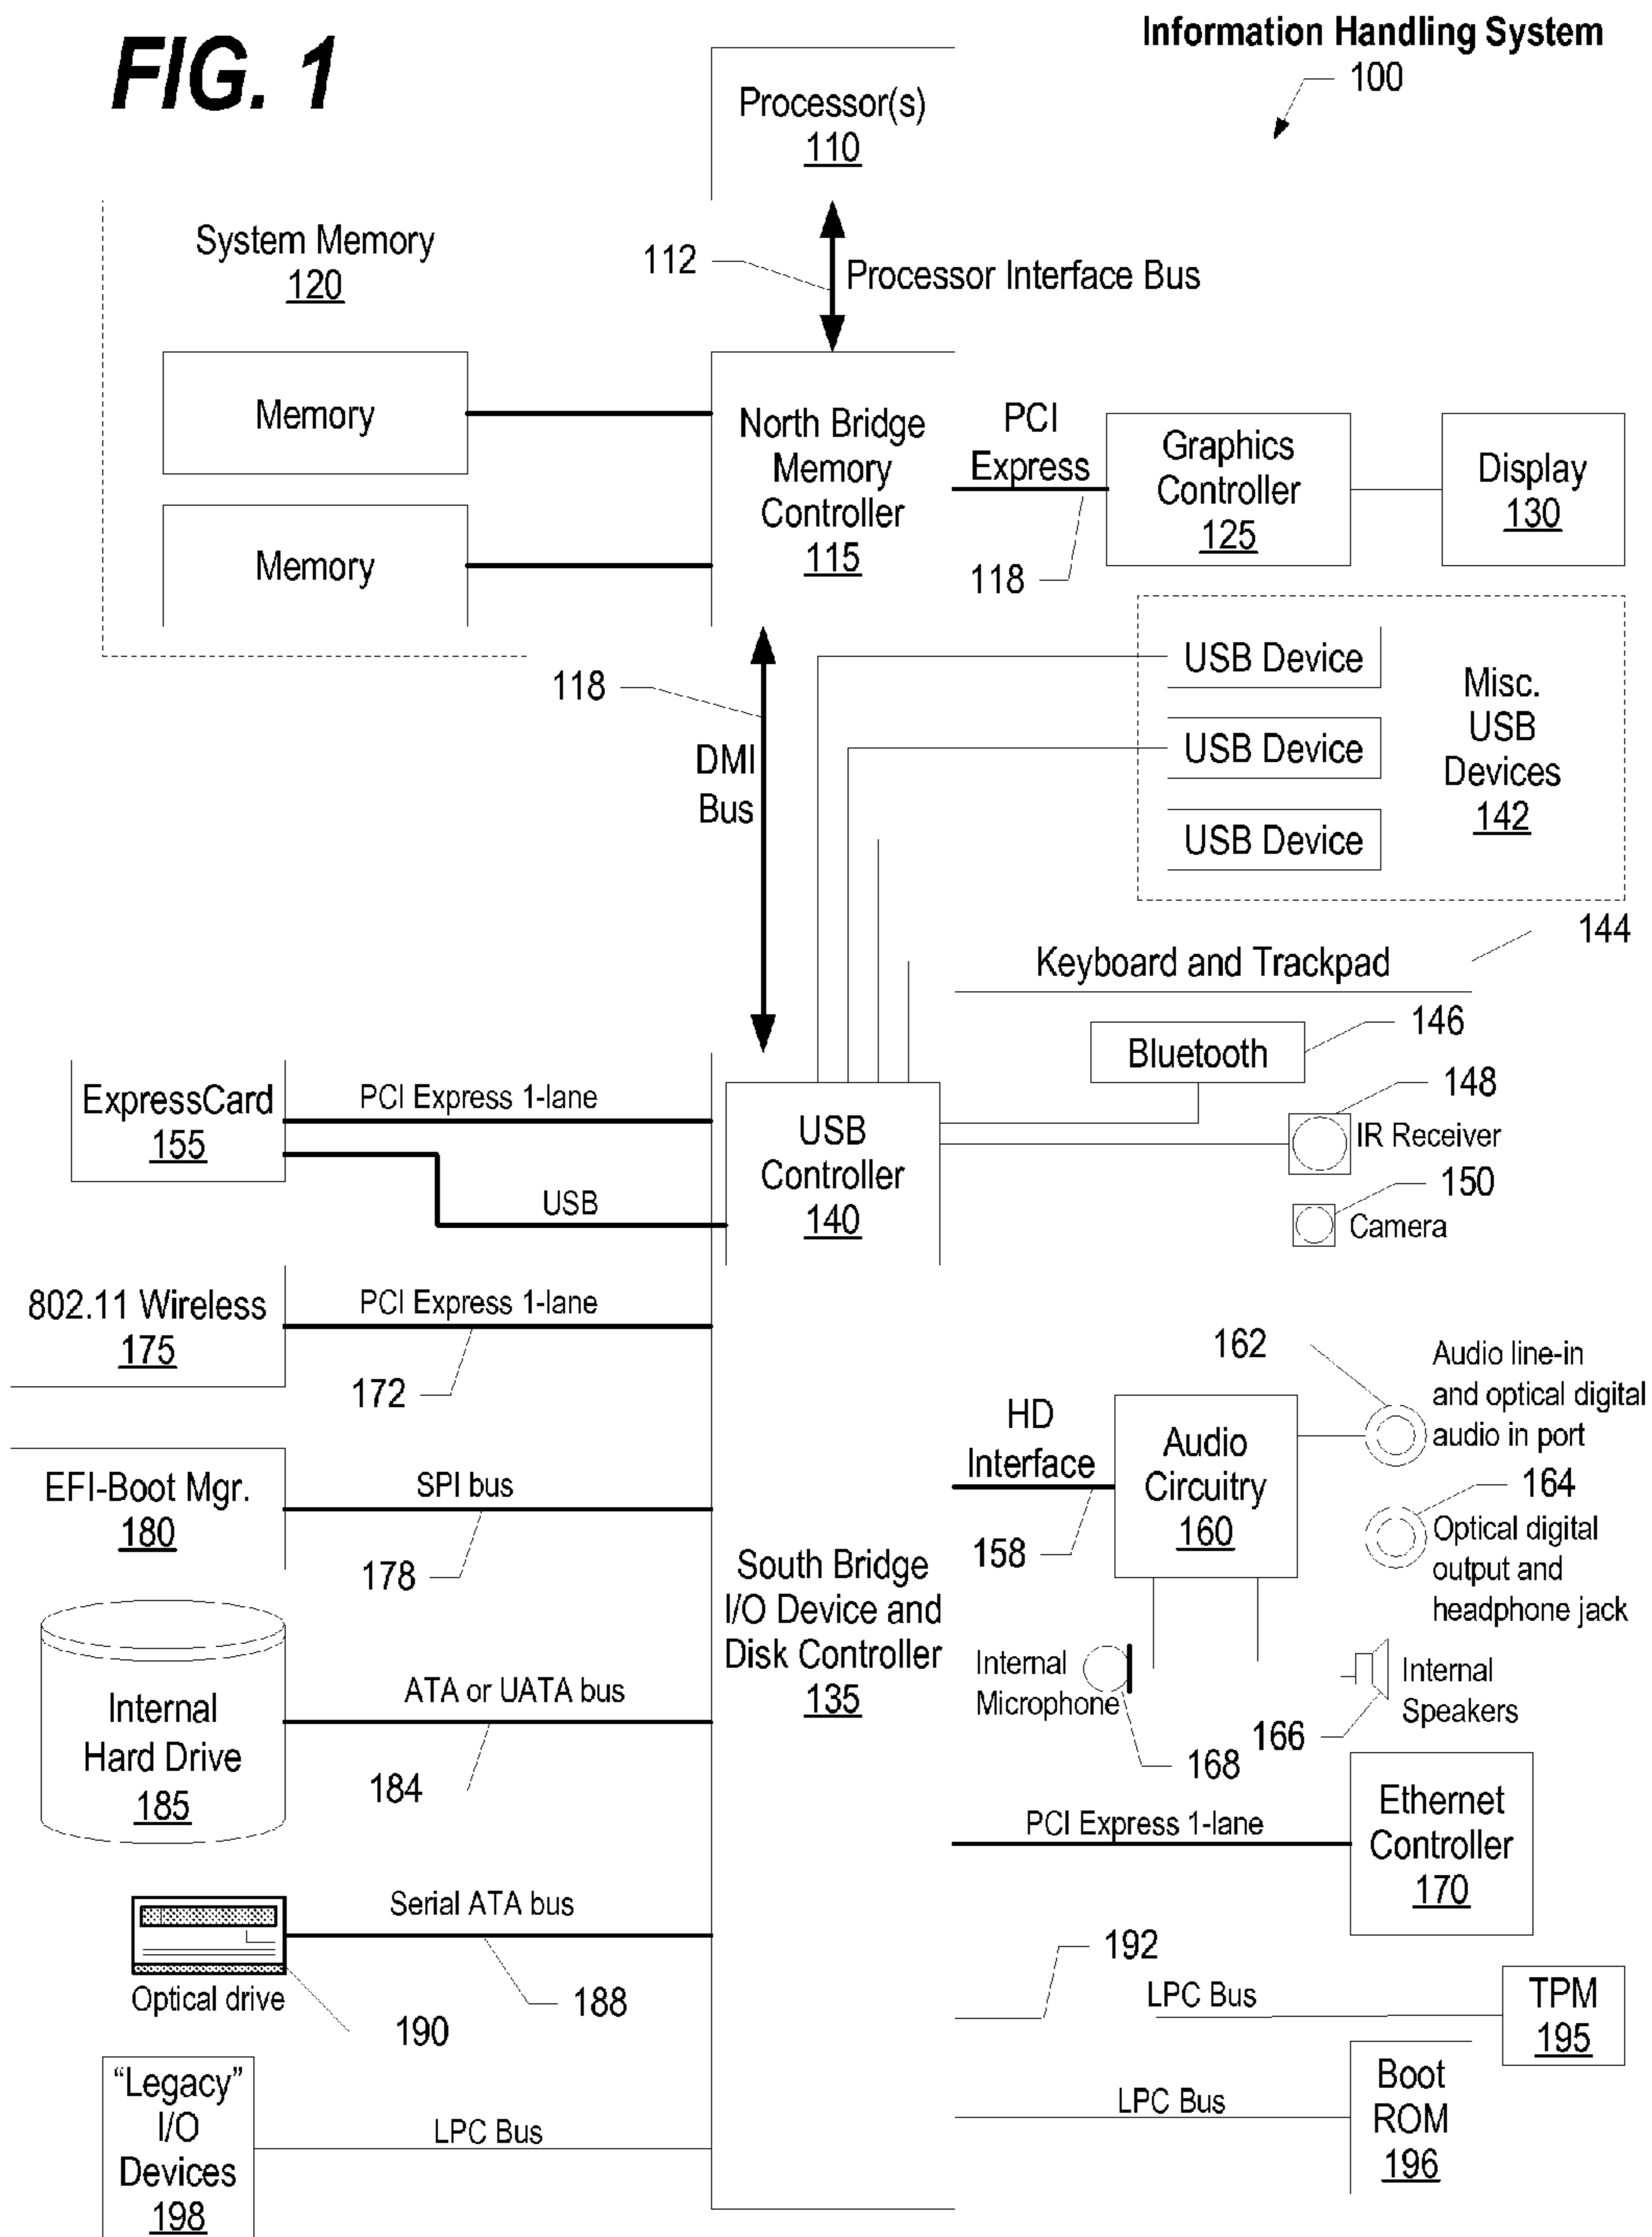 FIG. 1
Information Handling System
100
Processor(s)
110
System Memory
120
112
Processor Interface Bus
Memory
Memory
North Bridge
Memory
Controller
115
PCI
Express
118
Graphics
Controller
125
Display
130
118
DMI
Bus
USB Device
USB Device
USB Device
Misc.
USB
Devices
142
144
Keyboard and Trackpad
146
Bluetooth
148
IR Receiver
150
Camera
ExpressCard
155
PCI Express 1-lane
USB
USB
Controller
140
802.11 Wireless
175
PCI Express 1-lane
172
162
Audio line-in
and optical digital
audio in port
HD
Interface
158
Audio
Circuitry
160
164
Optical digital
output and
headphone jack
EFI-Boot Mgr.
180
SPI bus
178
South Bridge
I/O Device and
Disk Controller
135
Internal
Microphone
168
166
Internal
Speakers
Internal
Hard Drive
185
ATA or UATA bus
184
PCI Express 1-lane
Ethernet
Controller
170
Serial ATA bus
188
Optical drive
190
192
LPC Bus
TPM
195
LPC Bus
Boot
ROM
196
“Legacy”
I/O
Devices
198
LPC Bus